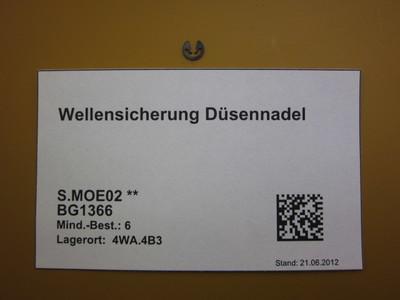 Wellensicherung Düsennadel
S.MOE02 **
BG1366
Mind.-Best.: 6
Lagerort: 4WA.4B3
Stand: 21.06.2012